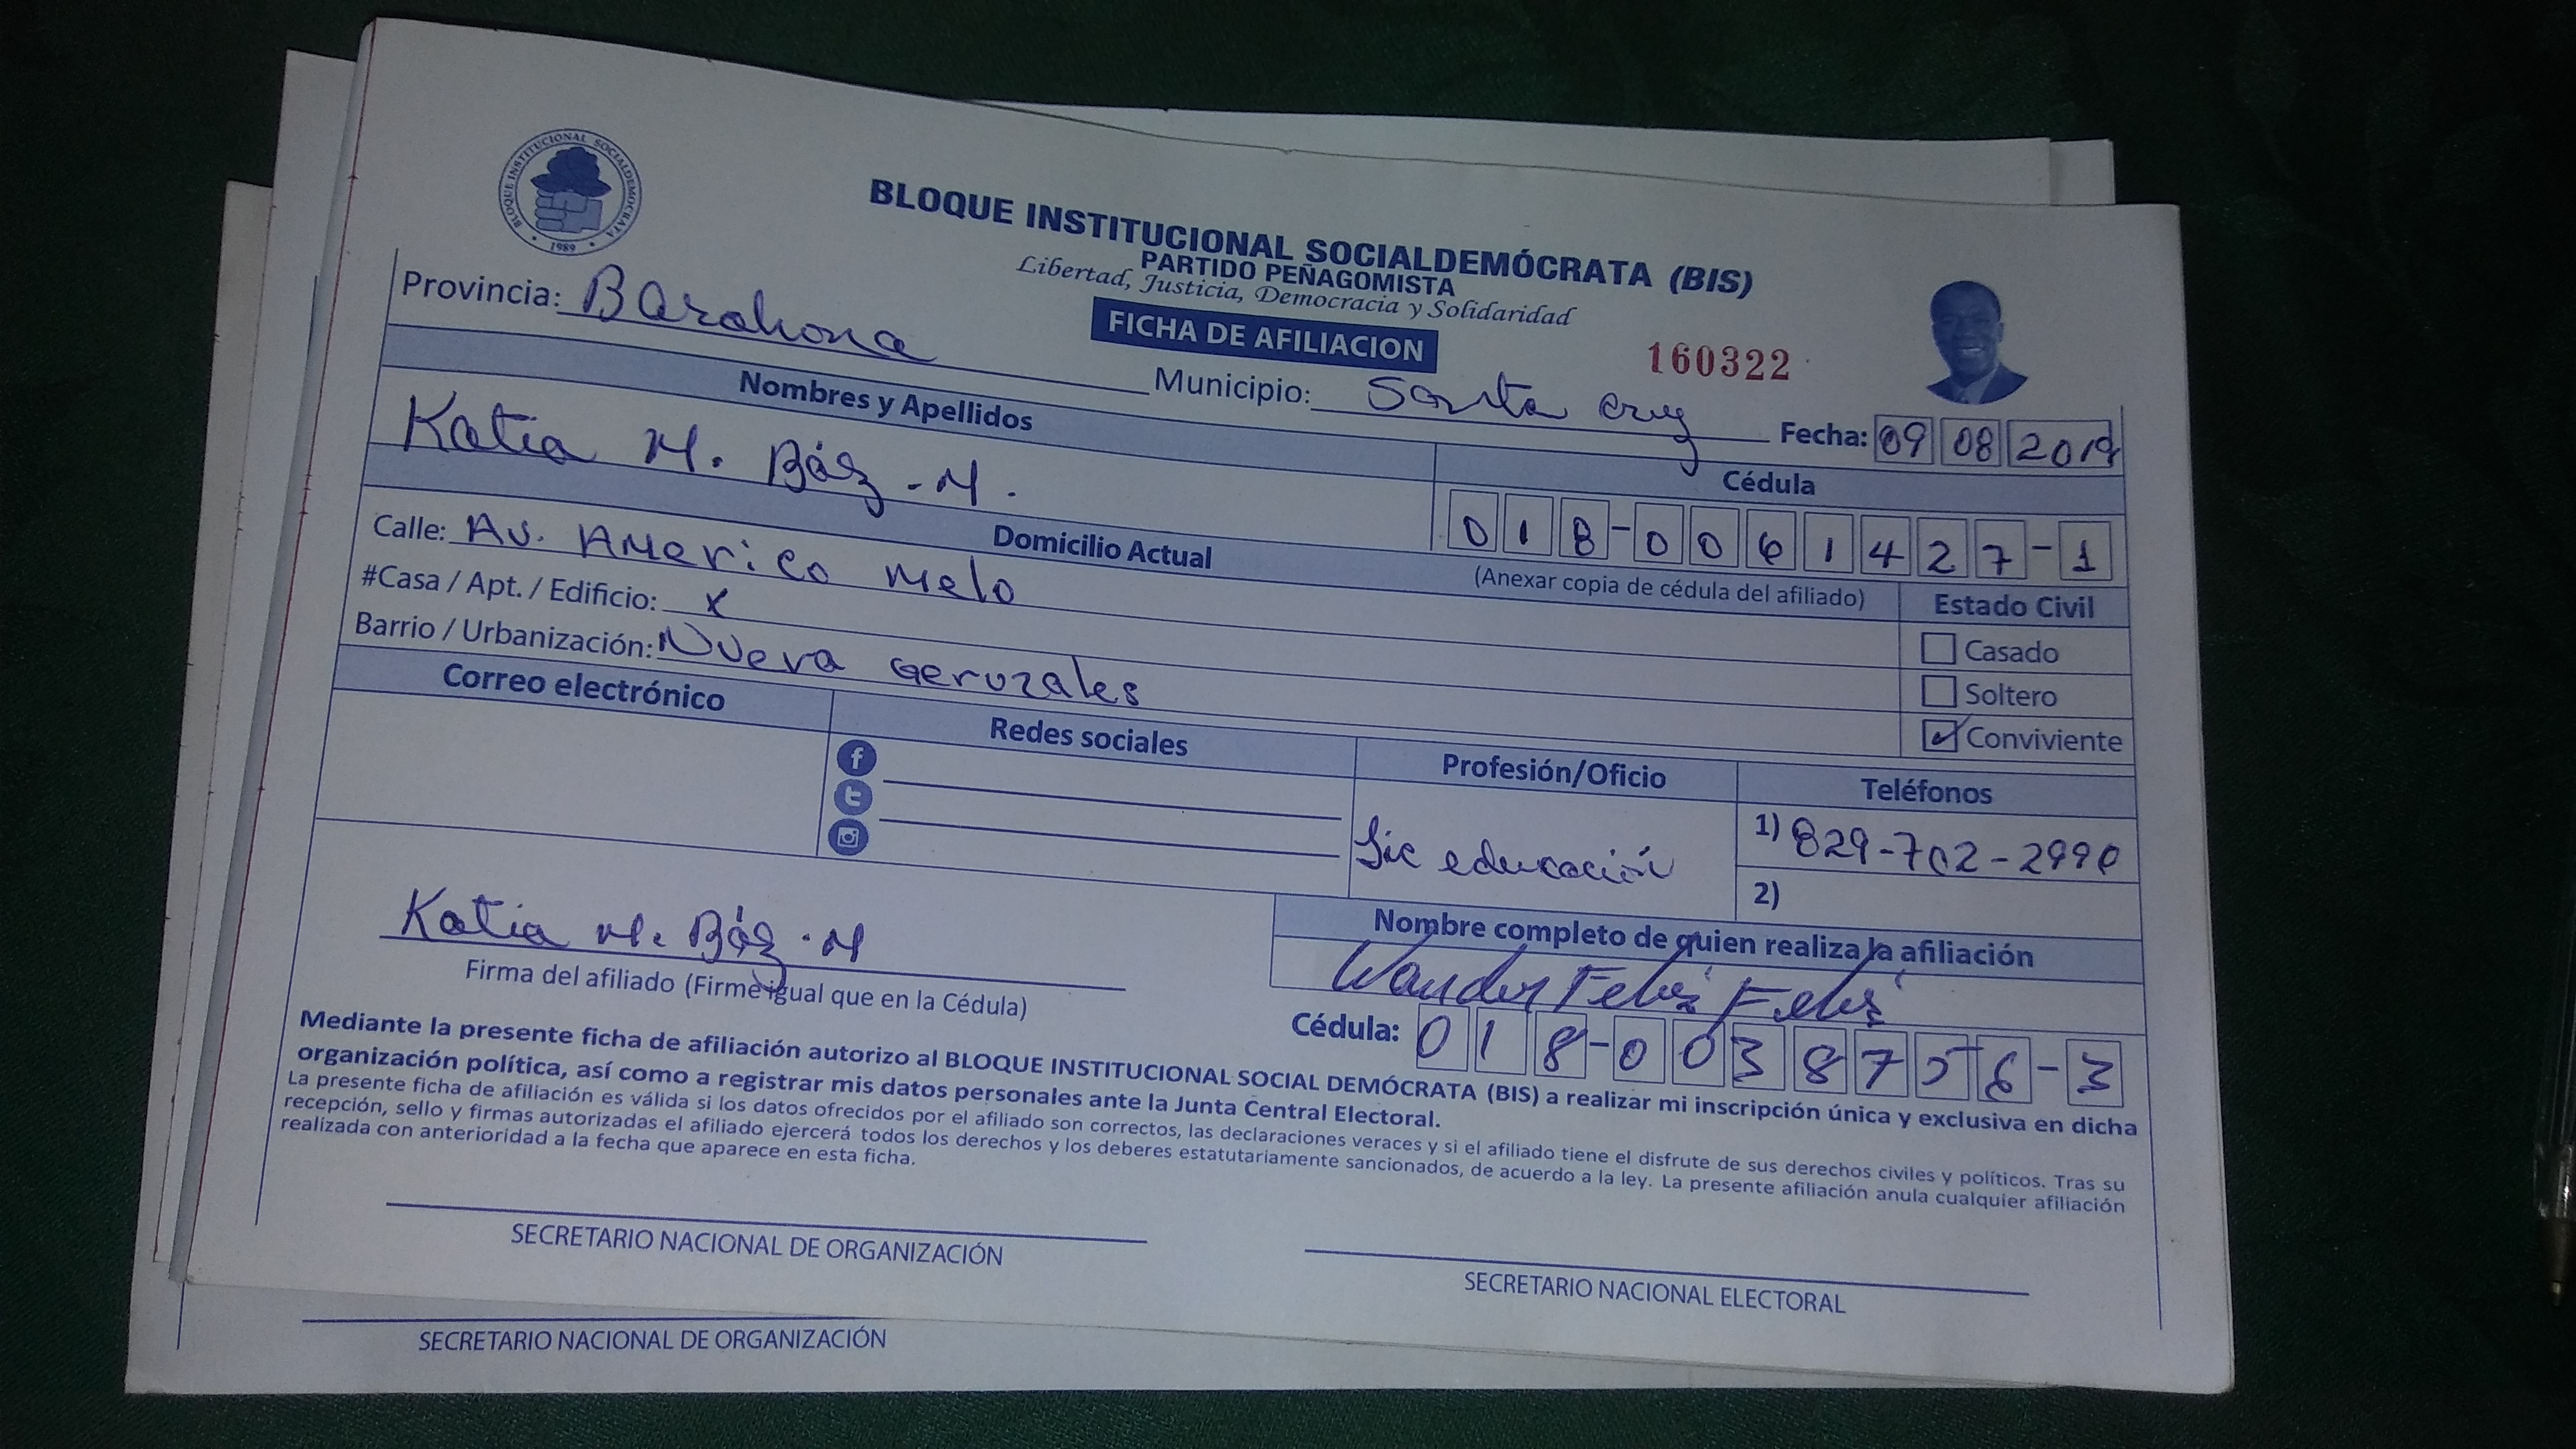 BLOQUE INSTITUCIONAL SOCIALDEMOCRATA
1989
BLOQUE INSTITUCIONAL SOCIALDEMÓCRATA (BIS)
PARTIDO PEÑAGOMISTA
Libertad, Justicia, Democracia y Solidaridad
FICHA DE AFILIACION
160322
Provincia: Barahona
Municipio: Santa Cruz
Fecha: 09 08 2019
Nombres y Apellidos
Katia M. Báez - M.
Cédula
018-0061427-1
(Anexar copia de cédula del afiliado)
Domicilio Actual
Calle: Av. Americo Melo
#Casa / Apt. / Edificio: x
Barrio / Urbanización: Nueva Geruzales
Estado Civil
Casado
Soltero
Conviviente
Correo electrónico
Redes sociales
Profesión/Oficio
Lic educación
Teléfonos
1) 829-702-2990
2)
Katia M. Báez . M
Firma del afiliado (Firme igual que en la Cédula)
Nombre completo de quien realiza la afiliación
Wander Feliz Feliz
Cédula: 018-0038756-3
Mediante la presente ficha de afiliación autorizo al BLOQUE INSTITUCIONAL SOCIAL DEMÓCRATA (BIS) a realizar mi inscripción única y exclusiva en dicha
organización política, así como a registrar mis datos personales ante la Junta Central Electoral.
La presente ficha de afiliación es válida si los datos ofrecidos por el afiliado son correctos, las declaraciones veraces y si el afiliado tiene el disfrute de sus derechos civiles y políticos. Tras su
recepción, sello y firmas autorizadas el afiliado ejercerá todos los derechos y los deberes estatutariamente sancionados, de acuerdo a la ley. La presente afiliación anula cualquier afiliación
realizada con anterioridad a la fecha que aparece en esta ficha.
SECRETARIO NACIONAL DE ORGANIZACIÓN
SECRETARIO NACIONAL ELECTORAL
SECRETARIO NACIONAL DE ORGANIZACIÓN